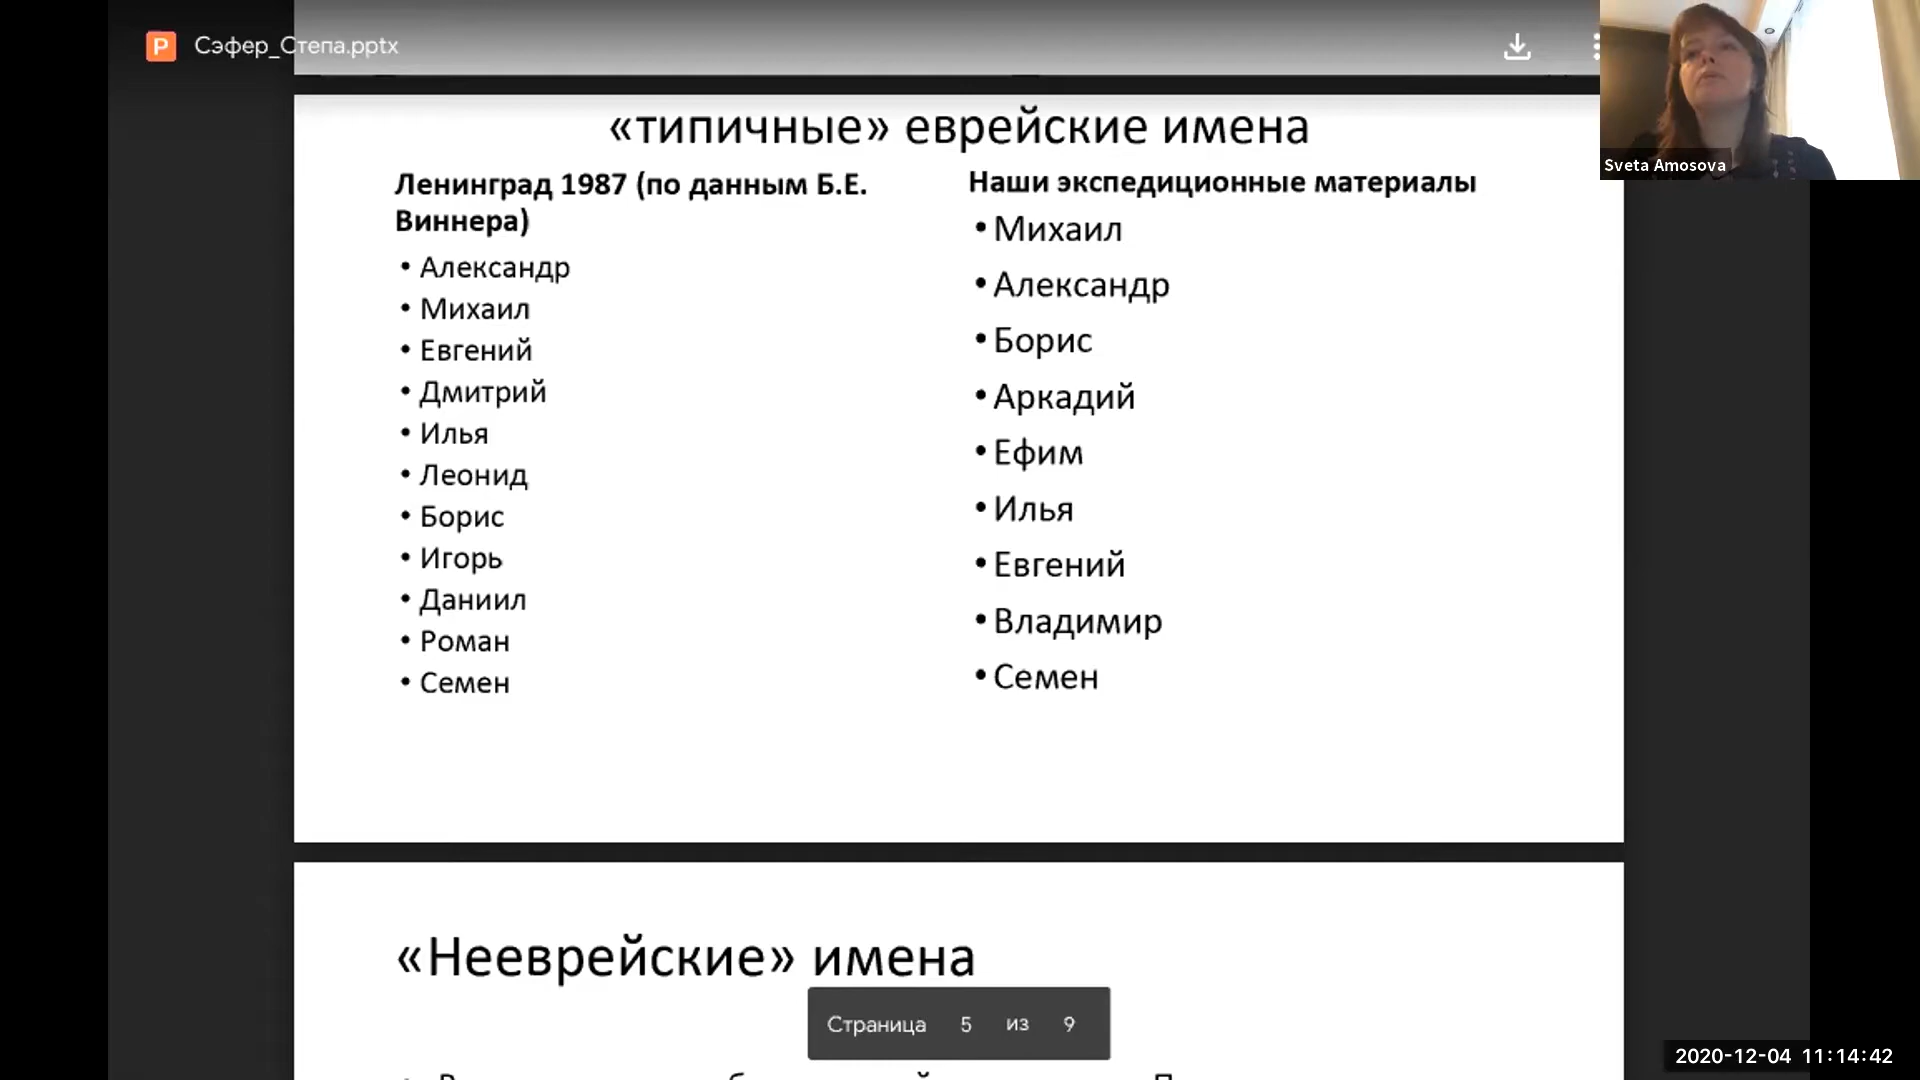 Сэфер_Степа.pptx
Sveta Amosova
«типичные» еврейские имена
Ленинград 1987 (по данным Б.Е.
Виннера)
• Александр
• Михаил
• Евгений
• Дмитрий
• Илья
• Леонид
• Борис
• Игорь
• Даниил
• Роман
• Семен
Наши экспедиционные материалы
• Михаил
• Александр
• Борис
• Аркадий
• Ефим
• Илья
• Евгений
• Владимир
• Семен
«Нееврейские» имена
Страница 5 из 9
2020-12-04 11:14:42